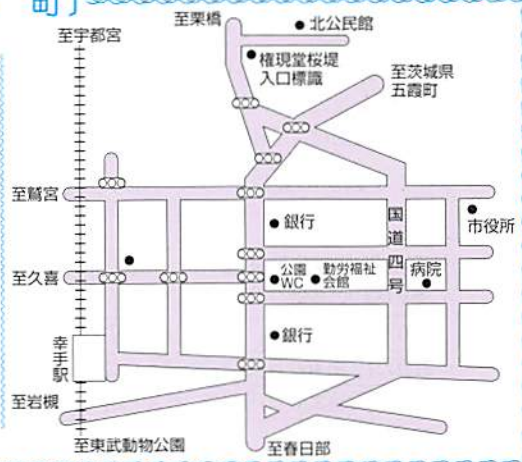 町
至宇都宮
至栗橋
北公民館
権現堂桜堤
入口標識
至茨城県
五霞町
至鷲宮
銀行
国道四号
市役所
至久喜
公園
WC
勤労福祉
会館
病院
銀行
幸手駅
至岩槻
至東武動物公園
至春日部